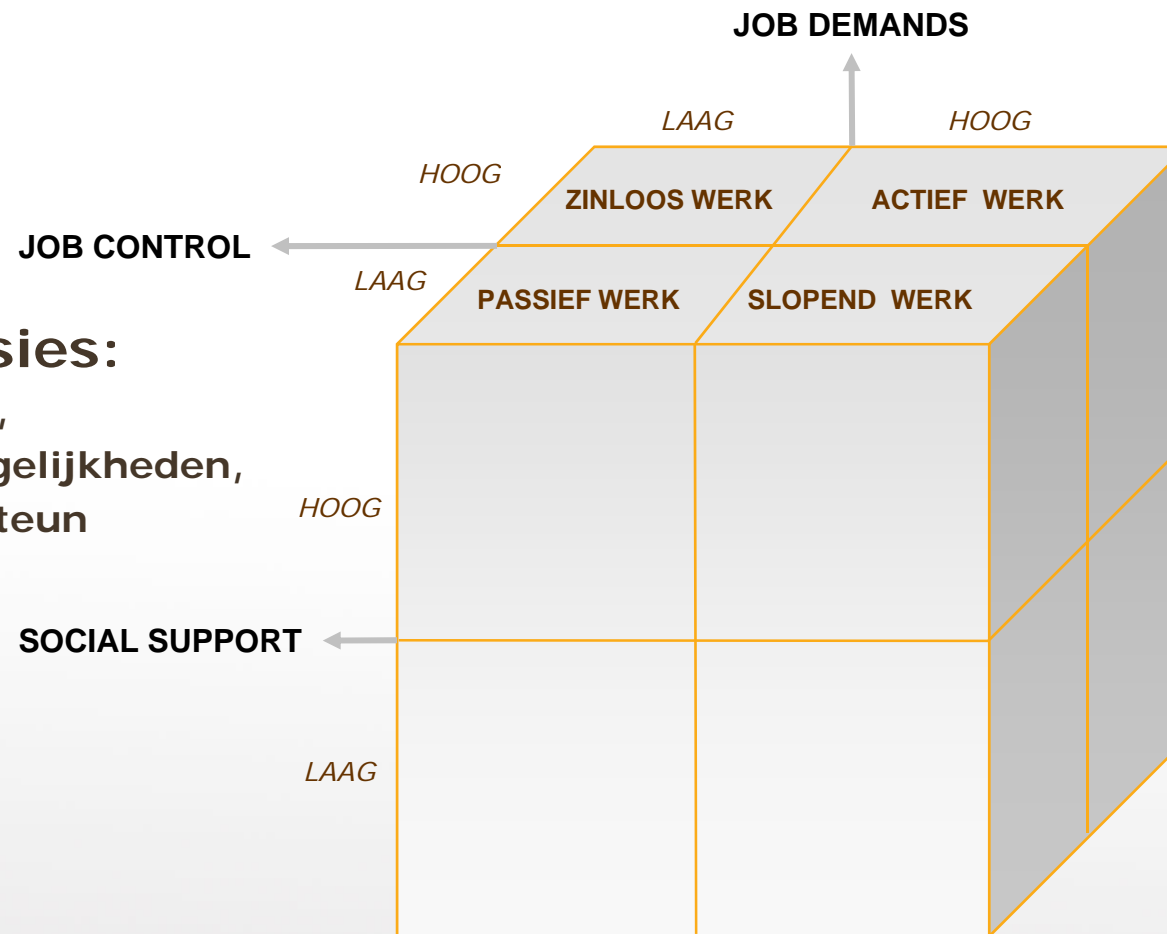 JOB DEMANDS
LAAG HOOG
HOOG
ZINLOOS WERK ACTIEF WERK
JOB CONTROL
LAAG
PASSIEF WERK SLOPEND WERK
sies:
,
gelijkheden,
HOOG
teun
SOCIAL SUPPORT
LAAG